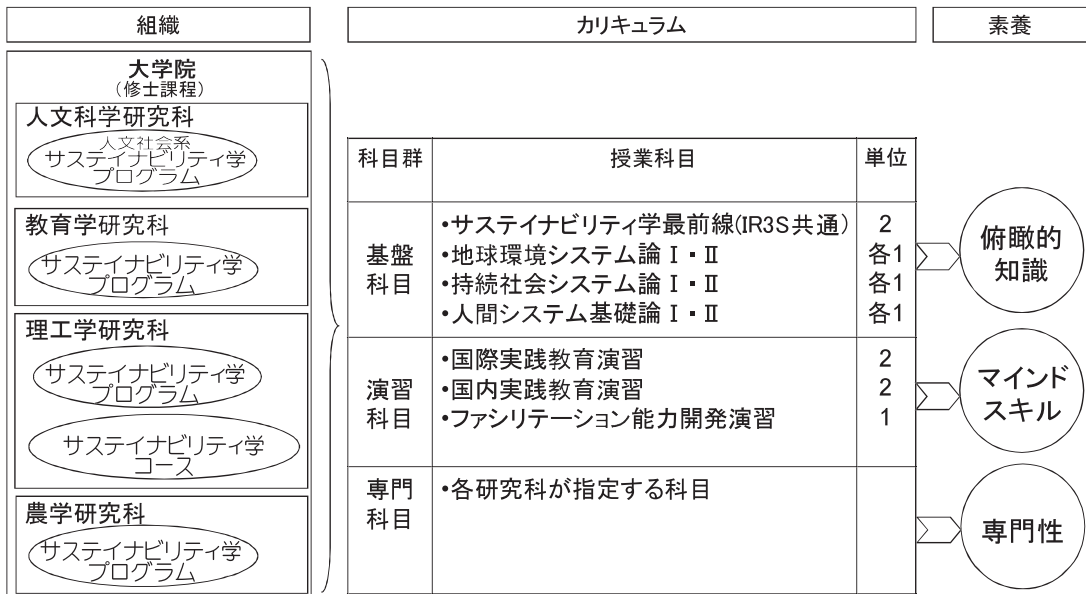 組織
カリキュラム
素養
大学院
(修士課程)
人文科学研究科
人文社会系
サステイナビリティ学
プログラム
教育学研究科
サステイナビリティ学
プログラム
理工学研究科
サステイナビリティ学
プログラム
サステイナビリティ学
コース
農学研究科
サステイナビリティ学
プログラム
科目群 授業科目 単位
基盤
科目
•サステイナビリティ学最前線(IR3S共通) 2
•地球環境システム論Ⅰ・Ⅱ 各1
•持続社会システム論Ⅰ・Ⅱ 各1
•人間システム基礎論Ⅰ・Ⅱ 各1
演習
科目
•国際実践教育演習 2
•国内実践教育演習 2
•ファシリテーション能力開発演習 1
専門
科目
•各研究科が指定する科目
俯瞰的
知識
マインド
スキル
専門性